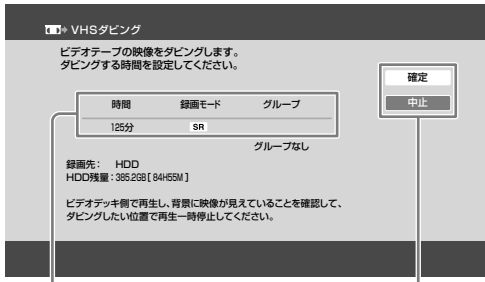 VHSダビング
ビデオテープの映像をダビングします。
ダビングする時間を設定してください。
確定
中止
時間 録画モード グループ
125分 SR
グループなし
録画先： HDD
HDD残量：385.2GB[ 84H55M ]
ビデオデッキ側で再生し、背景に映像が見えていることを確認して、
ダビングしたい位置で再生一時停止してください。